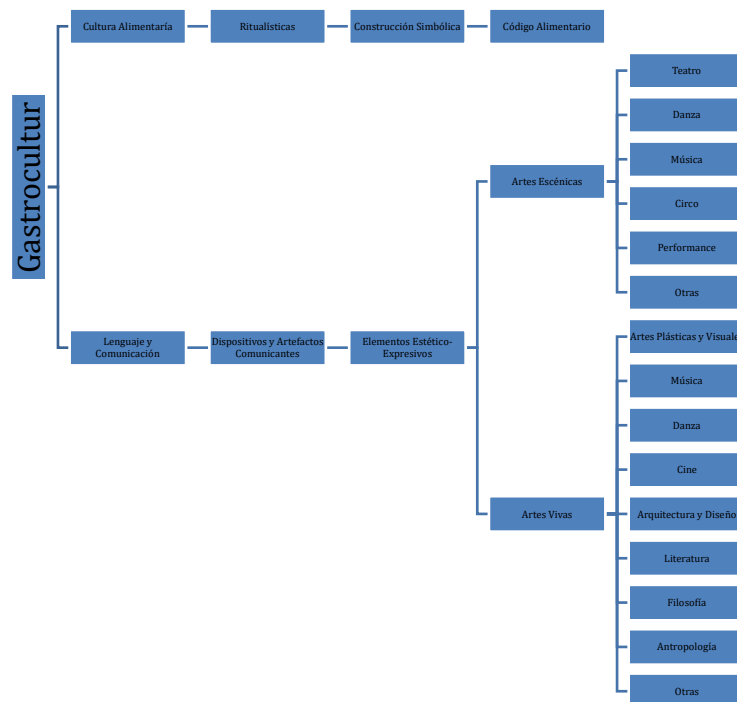 Gastrocultur
Cultura Alimentaría
Ritualísticas
Construcción Simbólica
Código Alimentario
Lenguaje y
Comunicación
Dispositivos y Artefactos
Comunicantes
Elementos Estético-
Expresivos
Artes Escénicas
Teatro
Danza
Música
Circo
Performance
Otras
Artes Vivas
Artes Plásticas y Visuale
Música
Danza
Cine
Arquitectura y Diseño
Literatura
Filosofía
Antropología
Otras